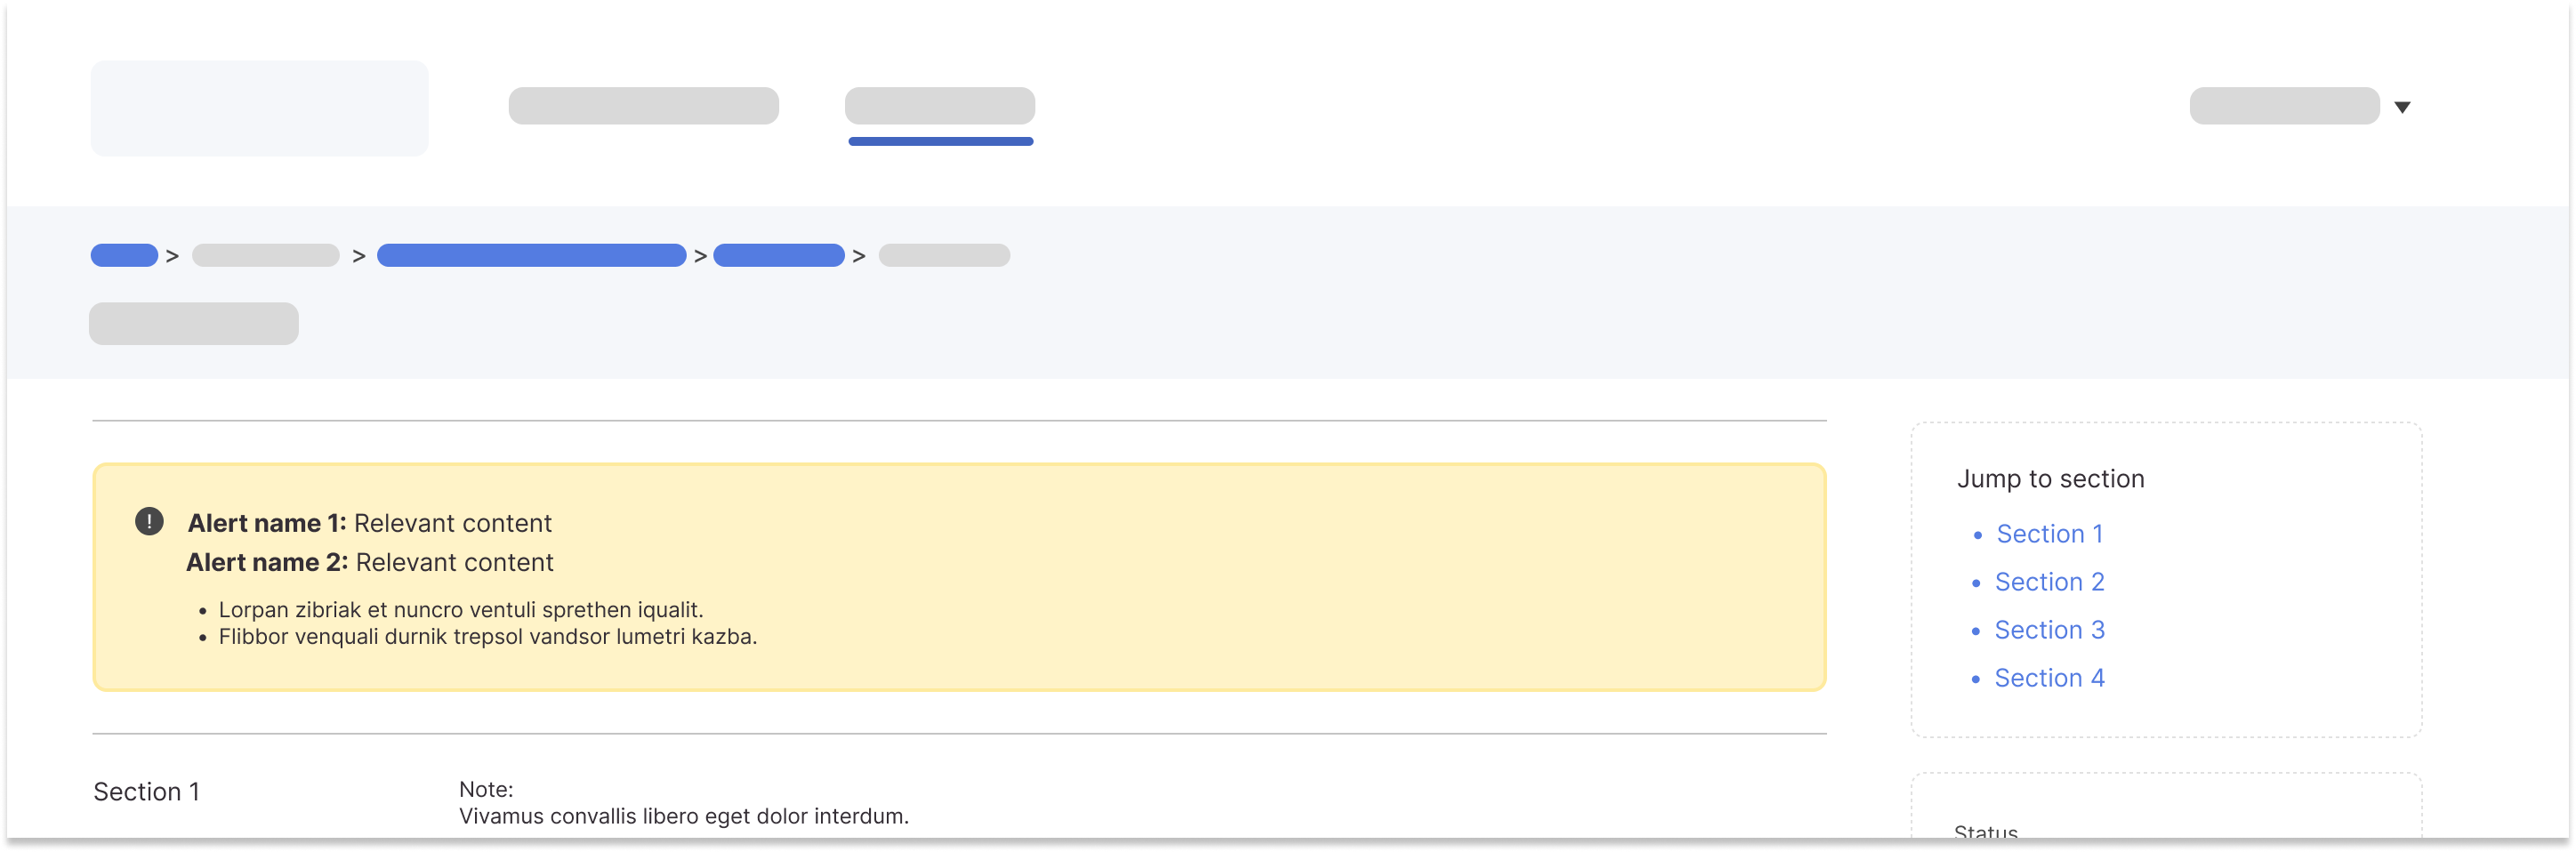 > > > >
! Alert name 1: Relevant content
Alert name 2: Relevant content
• Lorpan zibriak et nuncro ventuli sprethen iqualit.
• Flibbor venquali durnik trepsol vandsor lumetri kazba.
Section 1
Note:
Vivamus convallis libero eget dolor interdum.
Jump to section
• Section 1
• Section 2
• Section 3
• Section 4
Status